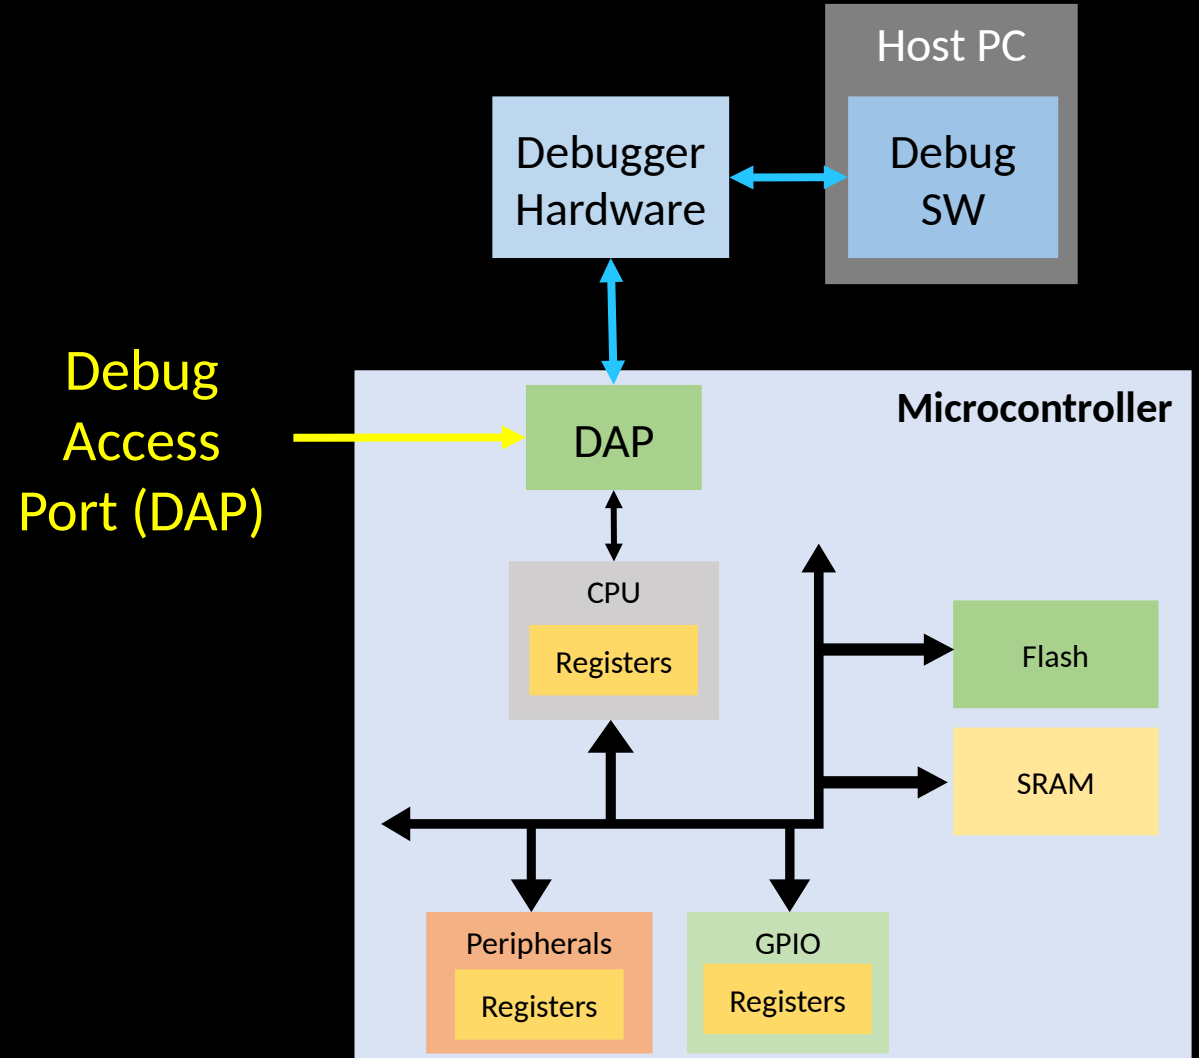 Host PC
Debugger
Hardware
Debug
SW
Debug
Access
Port (DAP)
Microcontroller
DAP
CPU
Registers
Flash
SRAM
Peripherals
Registers
GPIO
Registers